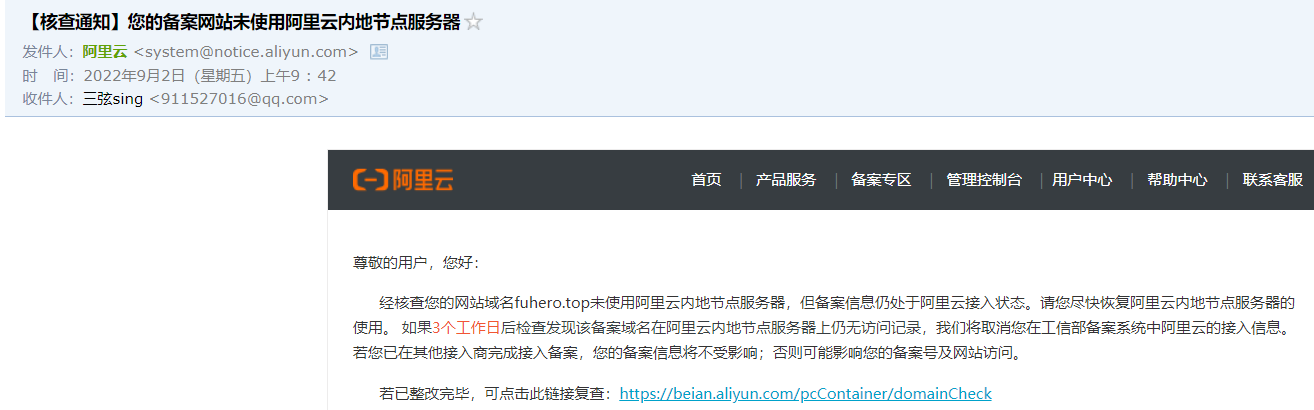 【核查通知】您的备案网站未使用阿里云内地节点服务器
发件人：阿里云 <system@notice.aliyun.com>
时 间：2022年9月2日（星期五）上午9：42
收件人：三弦sing <911527016@qq.com>
阿里云 首页 | 产品服务 | 备案专区 | 管理控制台 | 用户中心 | 帮助中心 | 联系客服
尊敬的用户，您好：
经核查您的网站域名fuhero.top未使用阿里云内地节点服务器，但备案信息仍处于阿里云接入状态。请您尽快恢复阿里云内地节点服务器的
使用。 如果3个工作日后检查发现该备案域名在阿里云内地节点服务器上仍无访问记录，我们将取消您在工信部备案系统中阿里云的接入信息。
若您已在其他接入商完成接入备案，您的备案信息将不受影响；否则可能影响您的备案号及网站访问。
若已整改完毕，可点击此链接复查：https://beian.aliyun.com/pcContainer/domainCheck